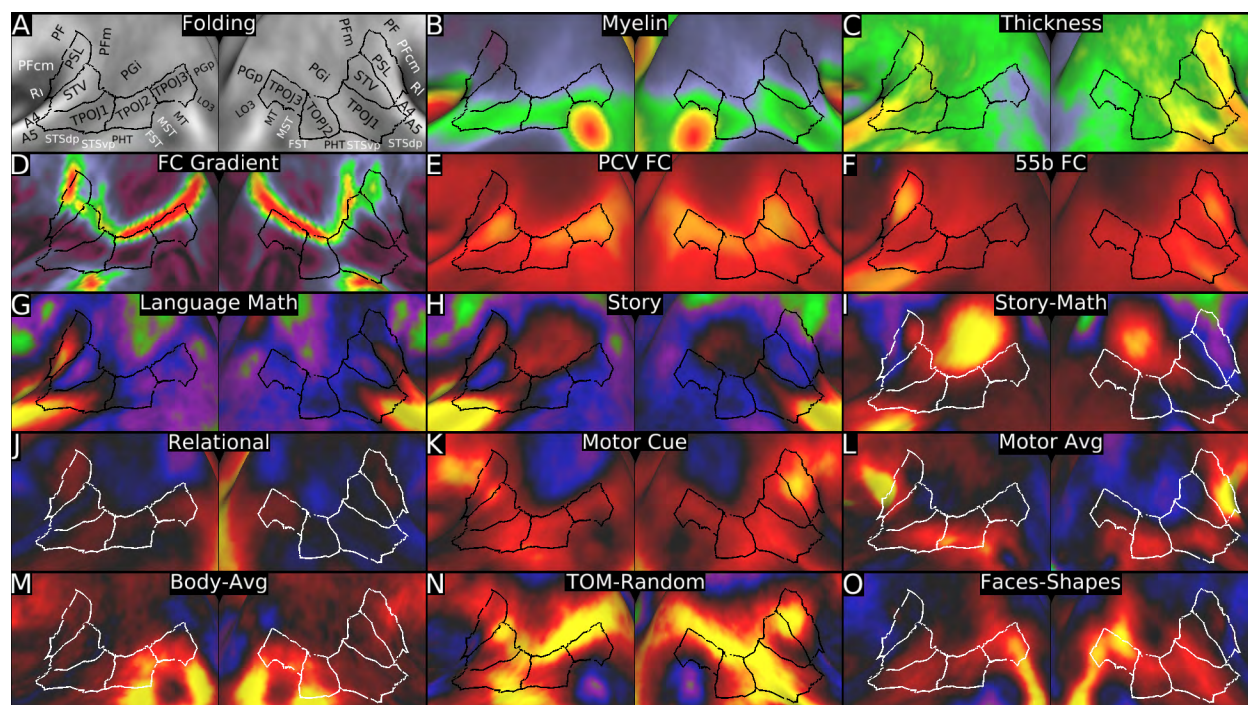 A Folding
PF PFm PSL PFcm PGi PGp RI STV TPOJ3 A4 TPOJ1 TPOJ2 LO3 A5 MT MST STSdp STSvp PHT FST
PFm PF PFcm PGp PGi PSL RI STV TPOJ3 LO3 MT TOPJ2 TPOJ1 A4 A5 MST FST PHT STSvp STSdp
B Myelin
C Thickness
D FC Gradient
E PCV FC
F 55b FC
G Language Math
H Story
I Story-Math
J Relational
K Motor Cue
L Motor Avg
M Body-Avg
N TOM-Random
O Faces-Shapes